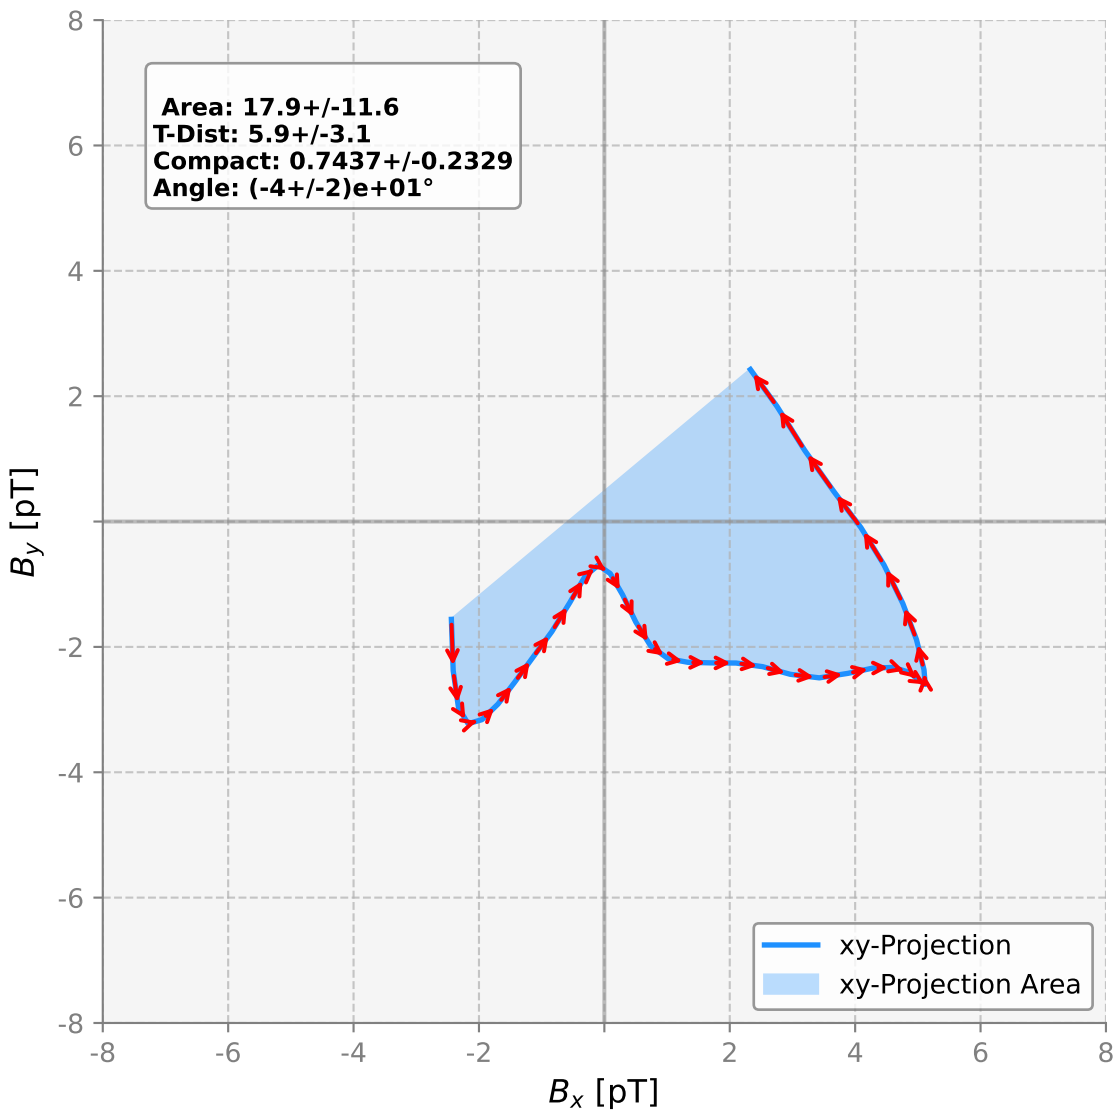 8
6
4
2
-2
-4
-6
-8
Area: 17.9+/-11.6
T-Dist: 5.9+/-3.1
Compact: 0.7437+/-0.2329
Angle: (-4+/-2)e+01°
B_y [pT]
xy-Projection
xy-Projection Area
-8 -6 -4 -2 2 4 6 8
B_x [pT]